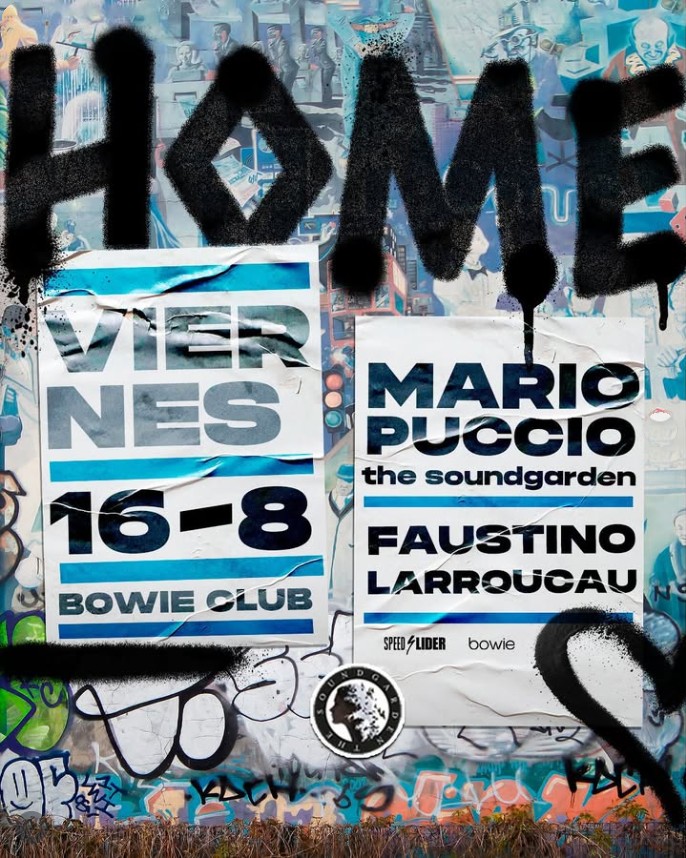 HOME
VIER
NES
16-8
BOWIE CLUB
MARIO
PUCCIO
the soundgarden
FAUSTINO
LARROUCAU
SPEED LIDER
bowie
THE SOUNDGARDEN